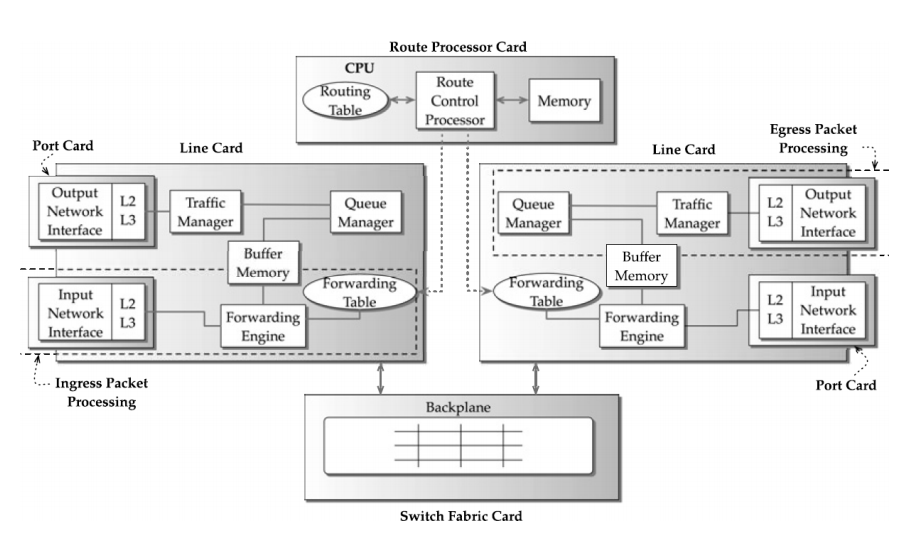 Route Processor Card
CPU
Routing
Table
Route
Control
Processor
Memory
Port Card
Line Card
Output
Network
Interface
L2
L3
Traffic
Manager
Queue
Manager
Buffer
Memory
Forwarding
Table
Input
Network
Interface
L2
L3
Forwarding
Engine
Ingress Packet
Processing
Line Card
Egress Packet
Processing
Queue
Manager
Traffic
Manager
L2
L3
Output
Network
Interface
Buffer
Memory
Forwarding
Table
Forwarding
Engine
L2
L3
Input
Network
Interface
Port Card
Backplane
Switch Fabric Card